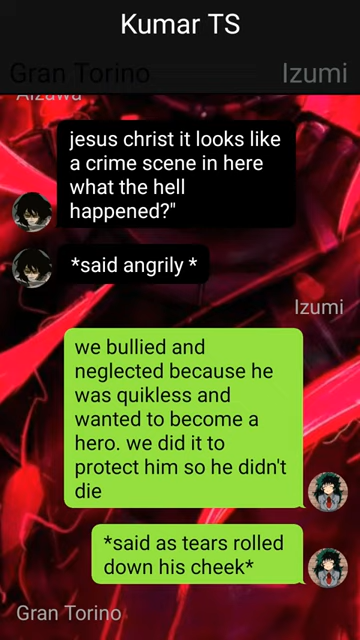 Kumar TS
Gran Torino Izumi
Aizawa
jesus christ it looks like
a crime scene in here
what the hell
happened?"
*said angrily *
Izumi
we bullied and
neglected because he
was quikless and
wanted to become a
hero. we did it to
protect him so he didn't
die
*said as tears rolled
down his cheek*
Gran Torino